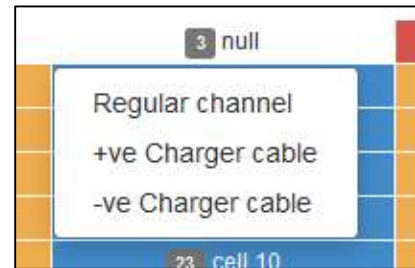 3 null
Regular channel
+ve Charger cable
-ve Charger cable
23 cell 10